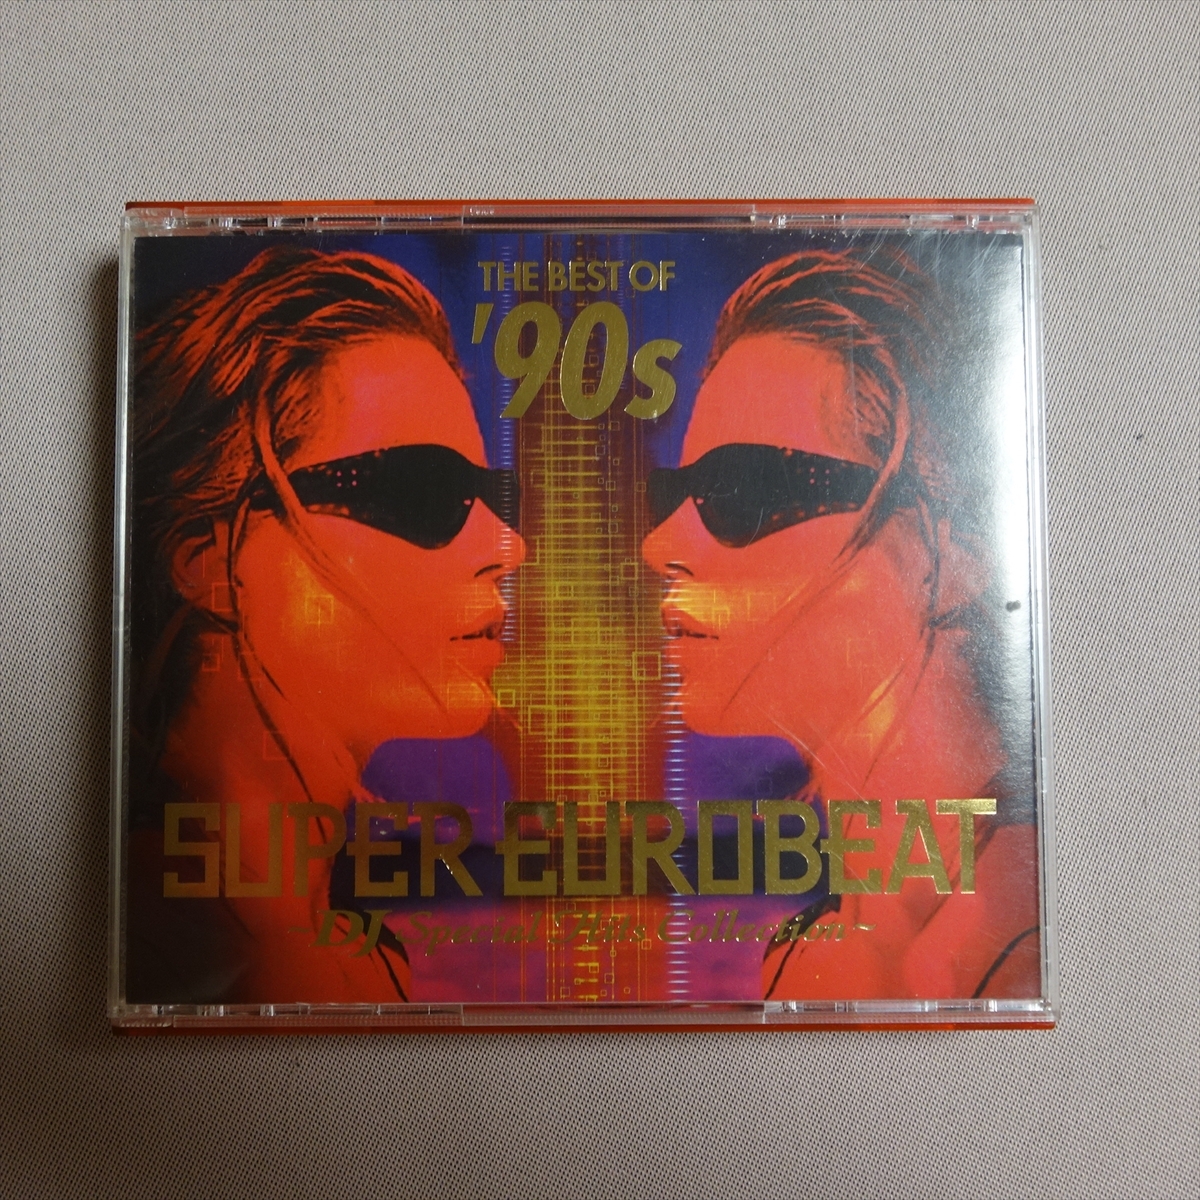 THE BEST OF
'90s
SUPER EUROBEAT
~DJ Special Hits Collection~